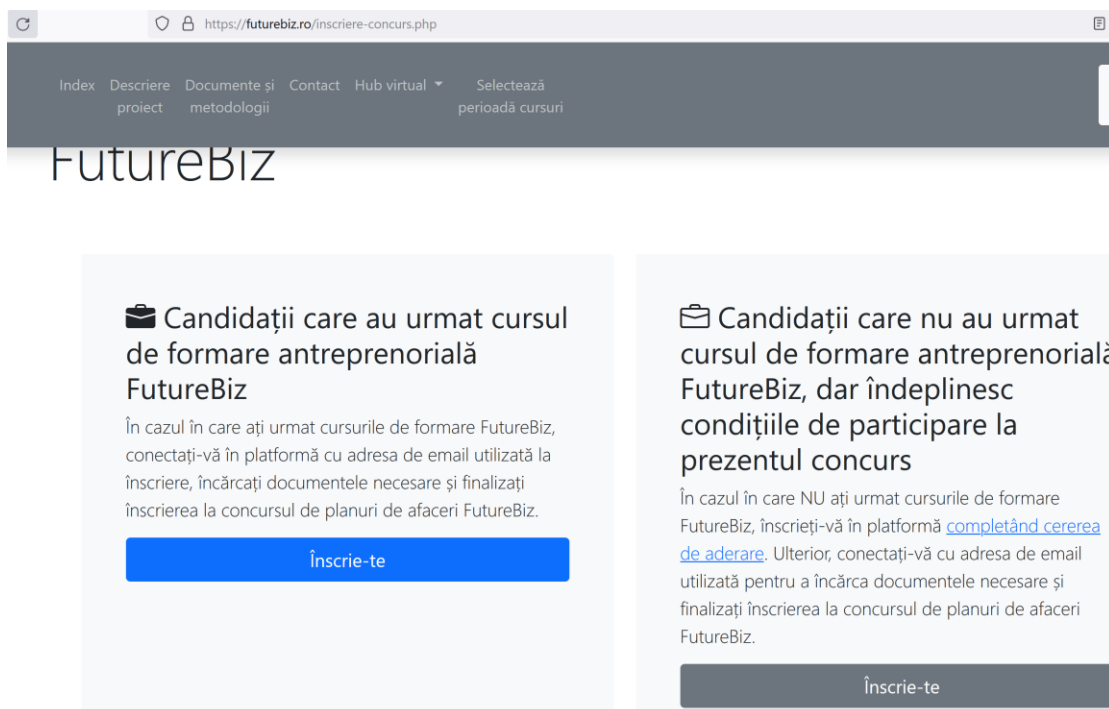 https://futurebiz.ro/inscriere-concurs.php
Index Descriere proiect Documente și metodologii Contact Hub virtual Selectează perioadă cursuri
FutureBiz
Candidații care au urmat cursul
de formare antreprenorială
FutureBiz
În cazul în care ați urmat cursurile de formare FutureBiz,
conectați-vă în platformă cu adresa de email utilizată la
înscriere, încărcați documentele necesare și finalizați
înscrierea la concursul de planuri de afaceri FutureBiz.
Înscrie-te
Candidații care nu au urmat
cursul de formare antreprenorială
FutureBiz, dar îndeplinesc
condițiile de participare la
prezentul concurs
În cazul în care NU ați urmat cursurile de formare
FutureBiz, înscrieți-vă în platformă completând cererea
de aderare. Ulterior, conectați-vă cu adresa de email
utilizată pentru a încărca documentele necesare și
finalizați înscrierea la concursul de planuri de afaceri
FutureBiz.
Înscrie-te